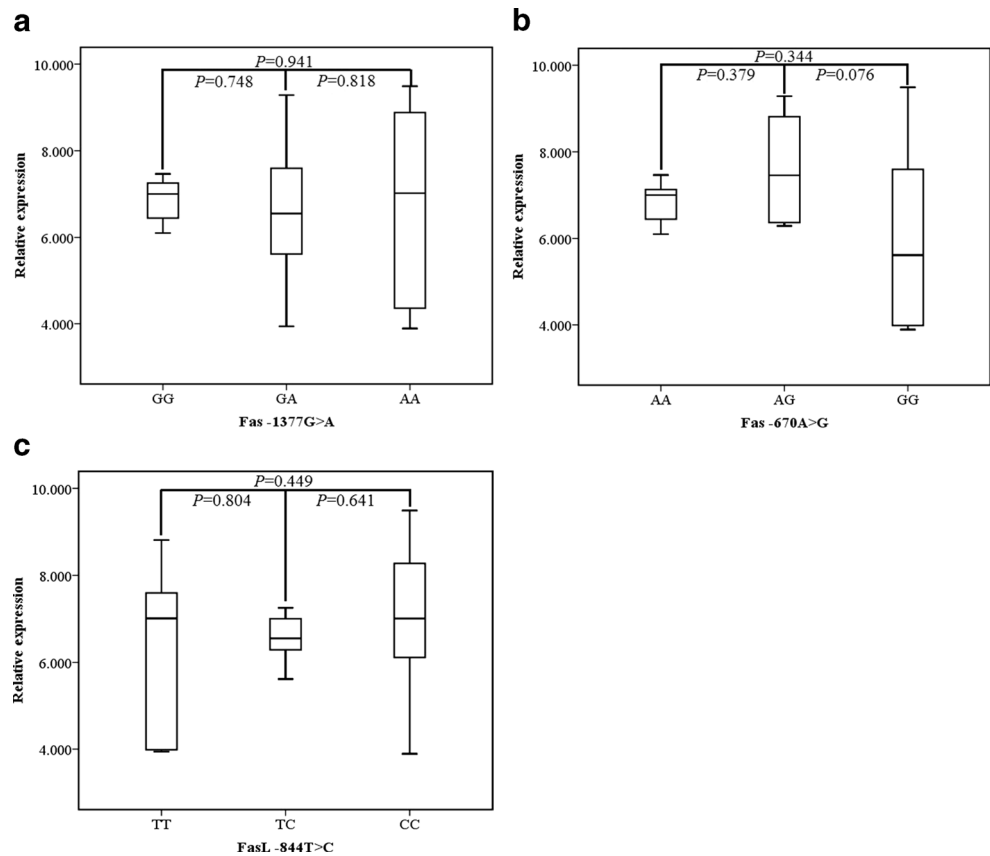 a
P=0.941
10.000
P=0.748 P=0.818
8.000
6.000
4.000
Relative expression
GG GA AA
Fas -1377G>A
b
P=0.344
10.000
P=0.379 P=0.076
8.000
6.000
4.000
Relative expression
AA AG GG
Fas -670A>G
c
P=0.449
10.000
P=0.804 P=0.641
8.000
6.000
4.000
Relative expression
TT TC CC
FasL -844T>C